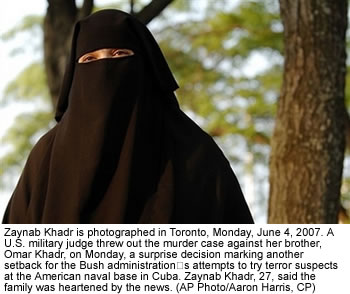 Zaynab Khadr is photographed in Toronto, Monday, June 4, 2007. A
U.S. military judge threw out the murder case against her brother,
Omar Khadr, on Monday, a surprise decision marking another
setback for the Bush administration□s attempts to try terror suspects
at the American naval base in Cuba. Zaynab Khadr, 27, said the
family was heartened by the news. (AP Photo/Aaron Harris, CP)